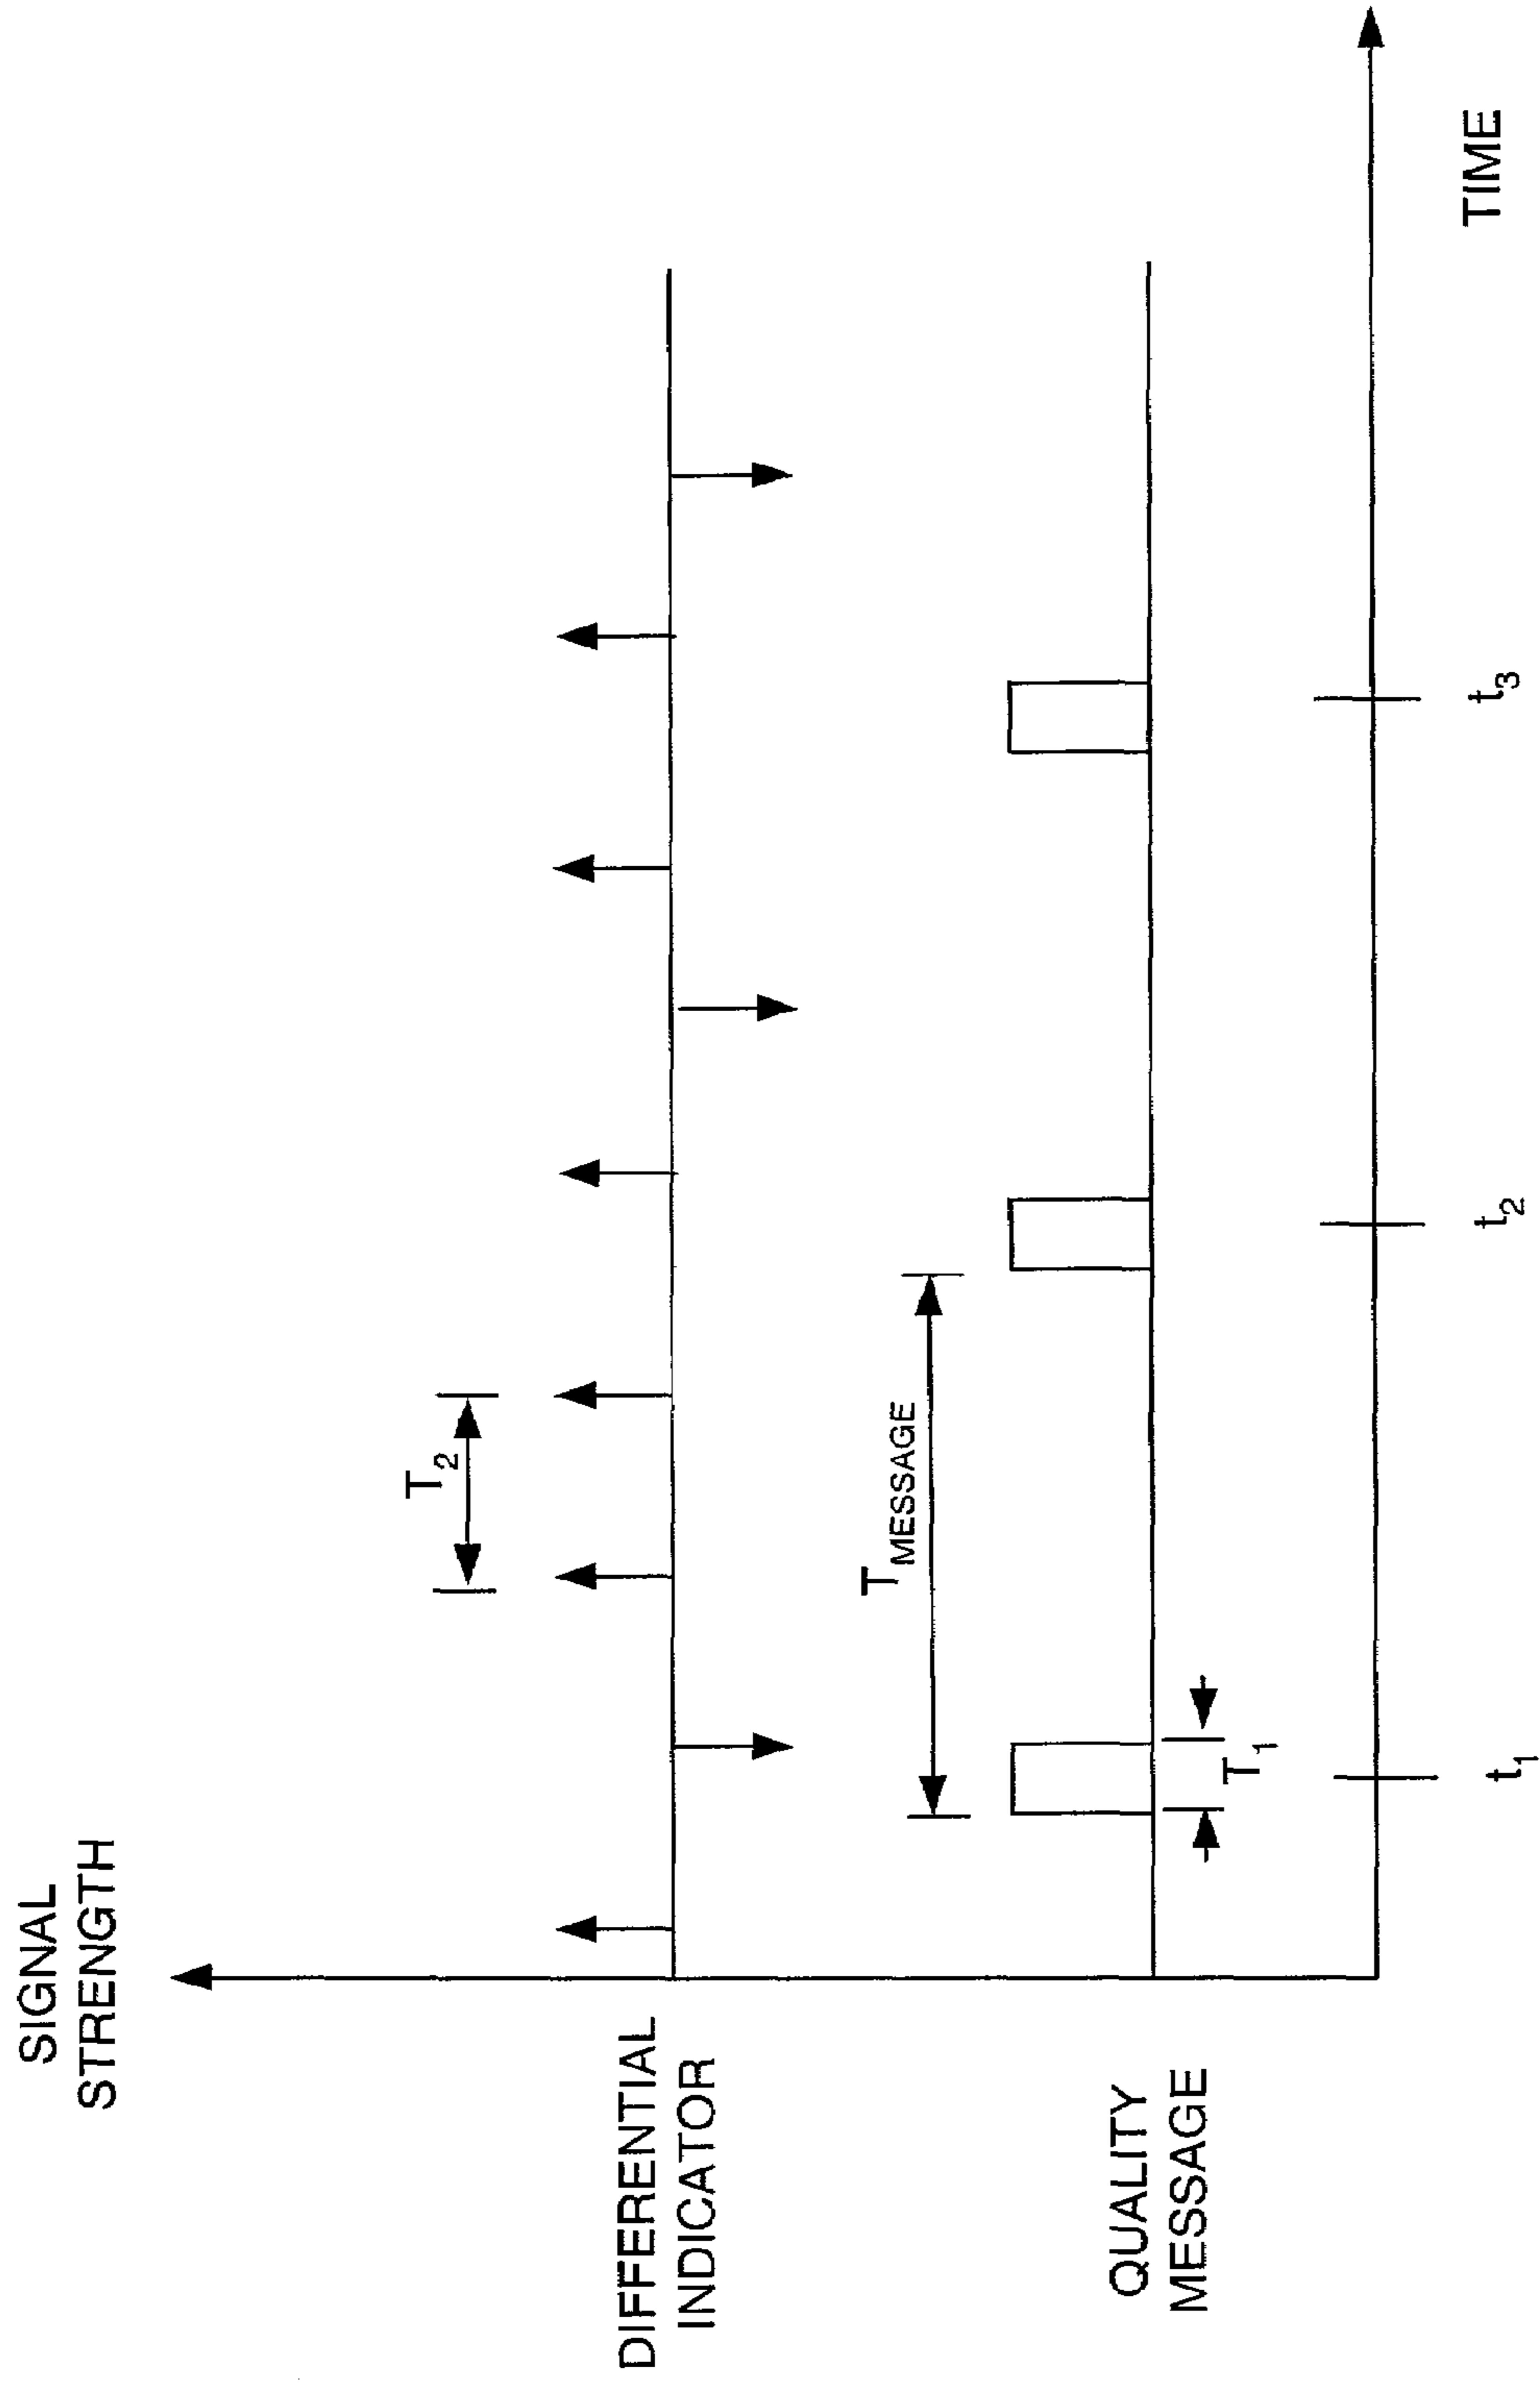 SIGNAL
STRENGTH
DIFFERENTIAL
INDICATOR
T2
TMESSAGE
QUALITY
MESSAGE
T1
t1
t2
t3
TIME